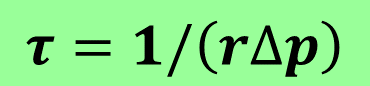 τ = 1/(rΔp)